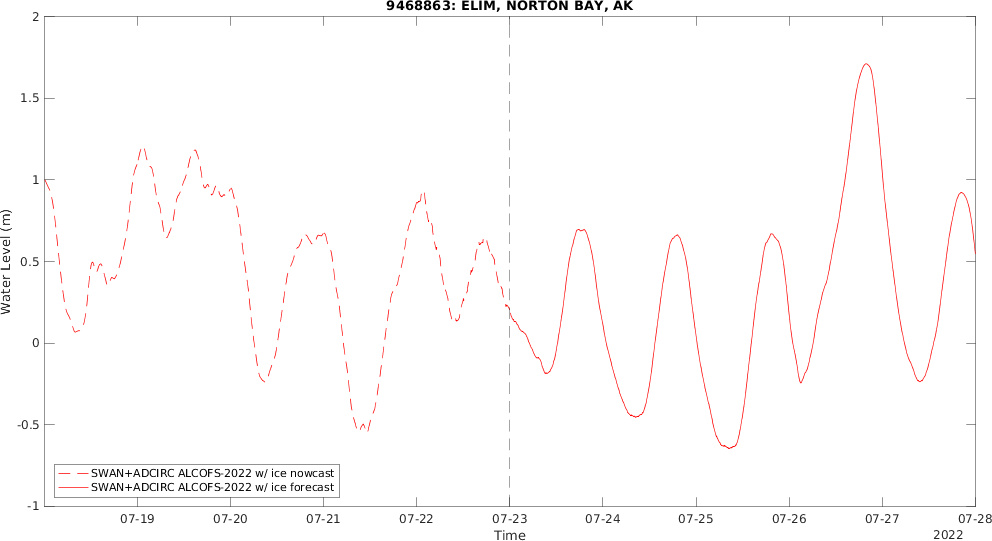 9468863: ELIM, NORTON BAY, AK
Water Level (m)
2
1.5
1
0.5
0
-0.5
-1
SWAN+ADCIRC ALCOFS-2022 w/ ice nowcast
SWAN+ADCIRC ALCOFS-2022 w/ ice forecast
07-19 07-20 07-21 07-22 07-23 07-24 07-25 07-26 07-27 07-28
Time
2022